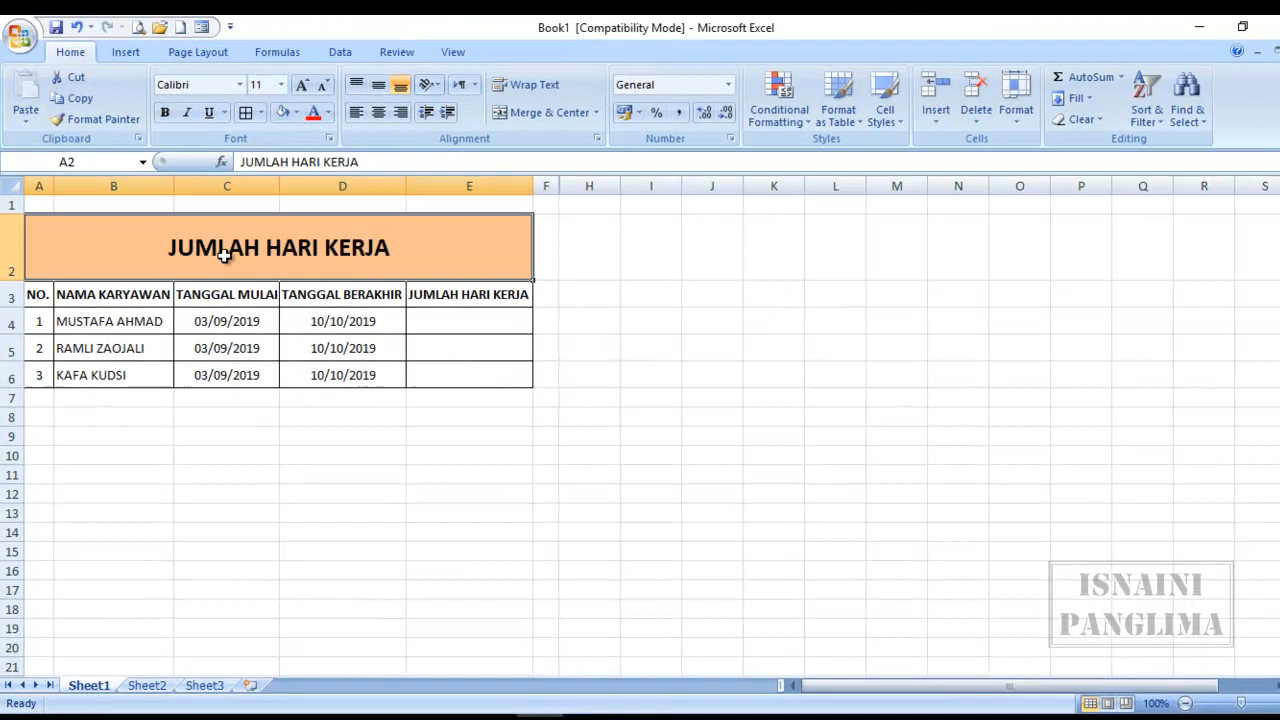 Book1 [Compatibility Mode] - Microsoft Excel
Home Insert Page Layout Formulas Data Review View
Paste
Cut
Copy
Format Painter
Clipboard
Calibri 11
B I U
Font
Wrap Text
Merge & Center
Alignment
General
%
Number
Conditional Formatting
Format as Table
Cell Styles
Styles
Insert Delete Format
Cells
Σ AutoSum
Fill
Clear
Sort & Filter
Find & Select
Editing
A2 fx JUMLAH HARI KERJA
A B C D E F H I J K L M N O P Q R S
1
2 JUMLAH HARI KERJA
3 NO. NAMA KARYAWAN TANGGAL MULAI TANGGAL BERAKHIR JUMLAH HARI KERJA
4 1 MUSTAFA AHMAD 03/09/2019 10/10/2019
5 2 RAMLI ZAOJALI 03/09/2019 10/10/2019
6 3 KAFA KUDSI 03/09/2019 10/10/2019
7
8
9
10
11
12
13
14
15
16
17
18
19
20
21
ISNAINI
PANGLIMA
Sheet1 Sheet2 Sheet3
Ready 100%